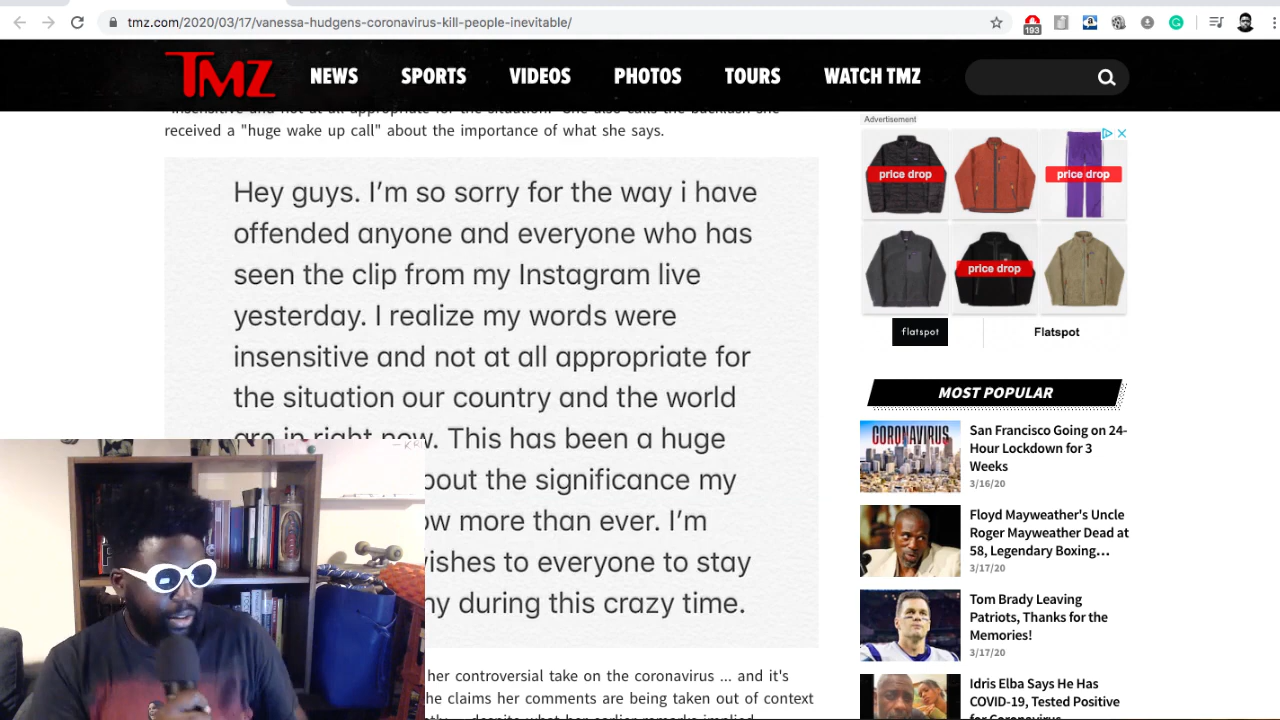 tmz.com/2020/03/17/vanessa-hudgens-coronavirus-kill-people-inevitable/
193
TMZ
NEWS
SPORTS
VIDEOS
PHOTOS
TOURS
WATCH TMZ
received a "huge wake up call" about the importance of what she says.
Hey guys. I'm so sorry for the way i have
offended anyone and everyone who has
seen the clip from my Instagram live
yesterday. I realize my words were
insensitive and not at all appropriate for
the situation our country and the world
are in right now. This has been a huge
the significance my
more than ever. I'm
to everyone to stay
during this crazy time.
her controversial take on the coronavirus ... and it's
claims her comments are being taken out of context
Advertisement
price drop
price drop
price drop
flatspot
Flatspot
MOST POPULAR
CORONAVIRUS
San Francisco Going on 24-
Hour Lockdown for 3
Weeks
3/16/20
Floyd Mayweather's Uncle
Roger Mayweather Dead at
58, Legendary Boxing...
3/17/20
Tom Brady Leaving
Patriots, Thanks for the
Memories!
3/17/20
Idris Elba Says He Has
COVID-19, Tested Positive
for Coronavirus